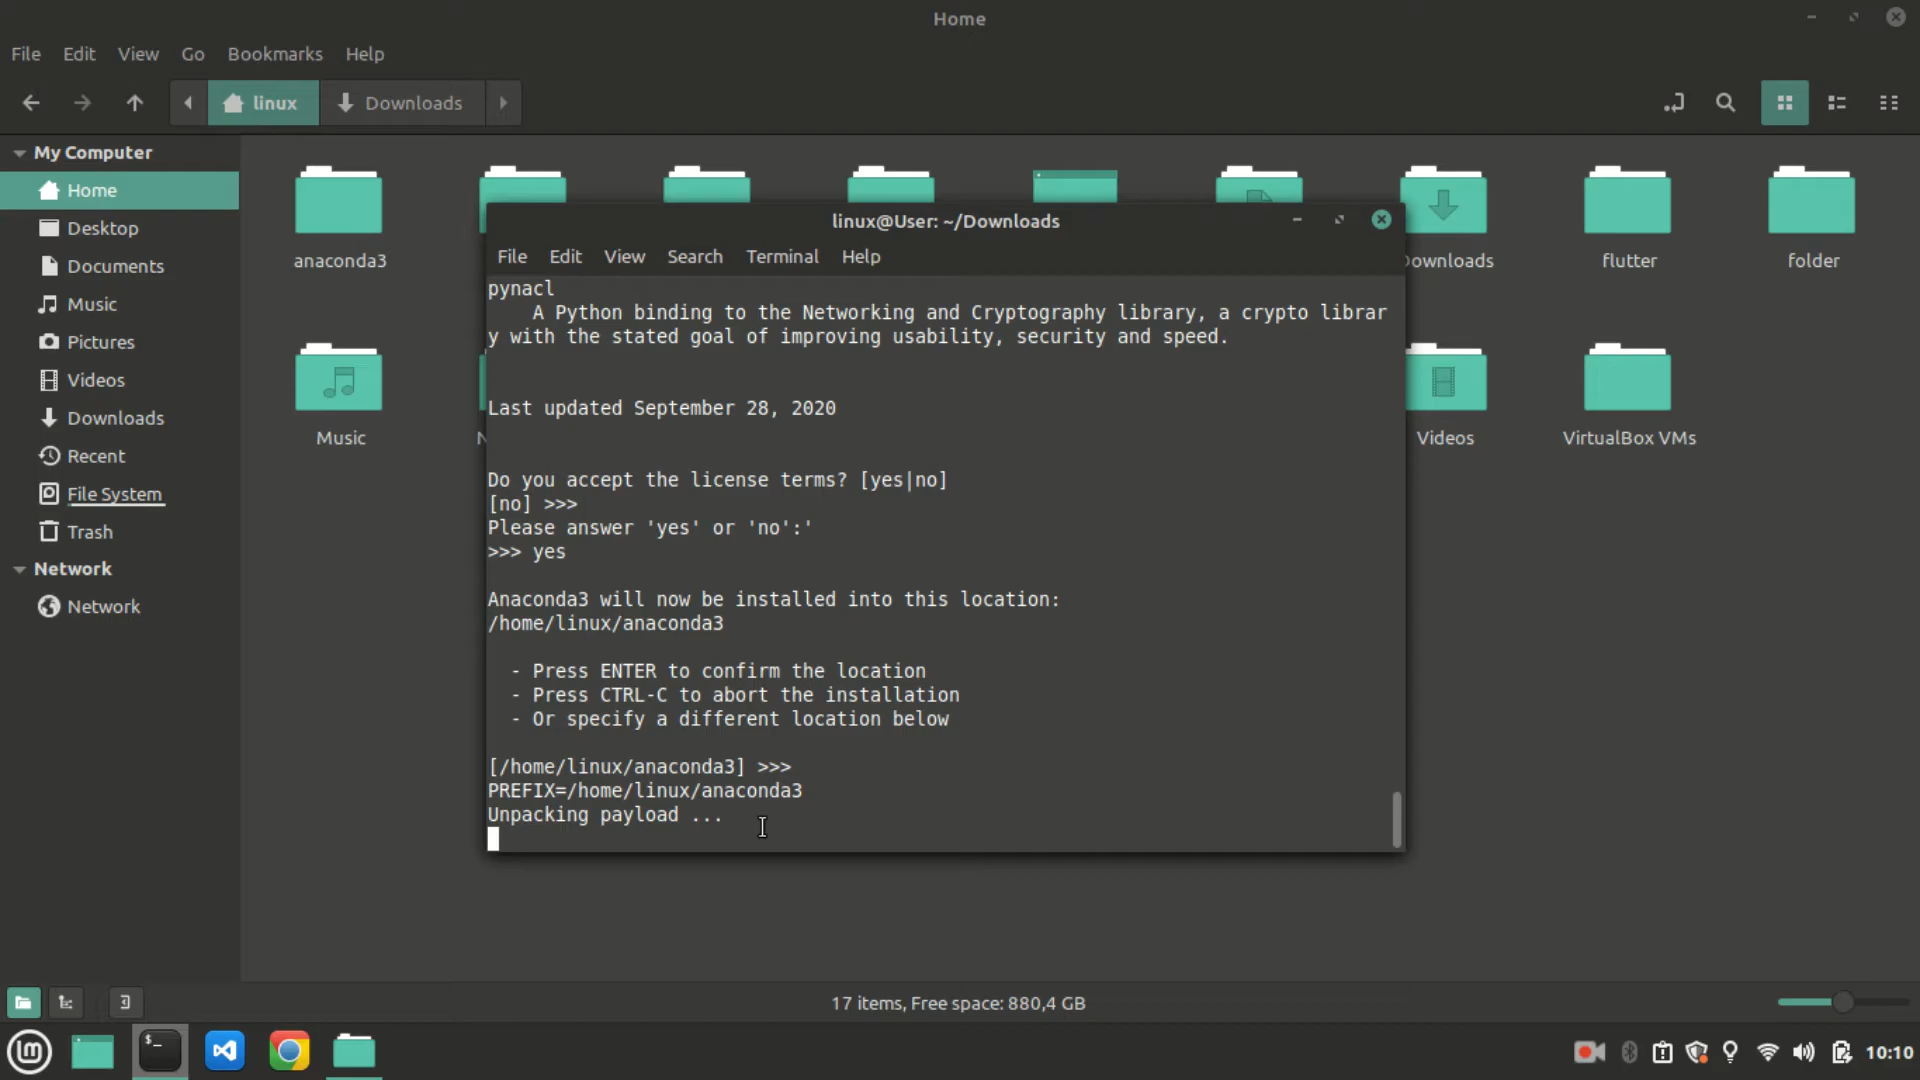 Home
File Edit View Go Bookmarks Help
linux Downloads
My Computer
Home
Desktop
Documents
Music
Pictures
Videos
Downloads
Recent
File System
Trash
Network
Network
anaconda3
ownloads
flutter
folder
Music
N
Videos
VirtualBox VMs
linux@User: ~/Downloads
File Edit View Search Terminal Help
pynacl
A Python binding to the Networking and Cryptography library, a crypto librar
y with the stated goal of improving usability, security and speed.
Last updated September 28, 2020
Do you accept the license terms? [yes|no]
[no] >>>
Please answer 'yes' or 'no':'
>>> yes
Anaconda3 will now be installed into this location:
/home/linux/anaconda3
- Press ENTER to confirm the location
- Press CTRL-C to abort the installation
- Or specify a different location below
[/home/linux/anaconda3] >>>
PREFIX=/home/linux/anaconda3
Unpacking payload ...
17 items, Free space: 880,4 GB
10:10